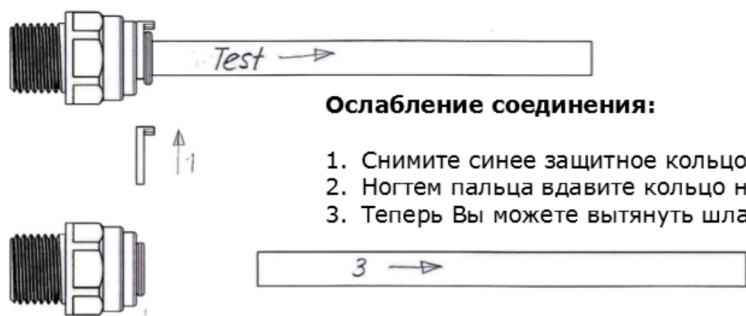 Test
Ослабление соединения:
1
1. Снимите синее защитное кольцо
2. Ногтем пальца вдавите кольцо н
3. Теперь Вы можете вытянуть шла
3